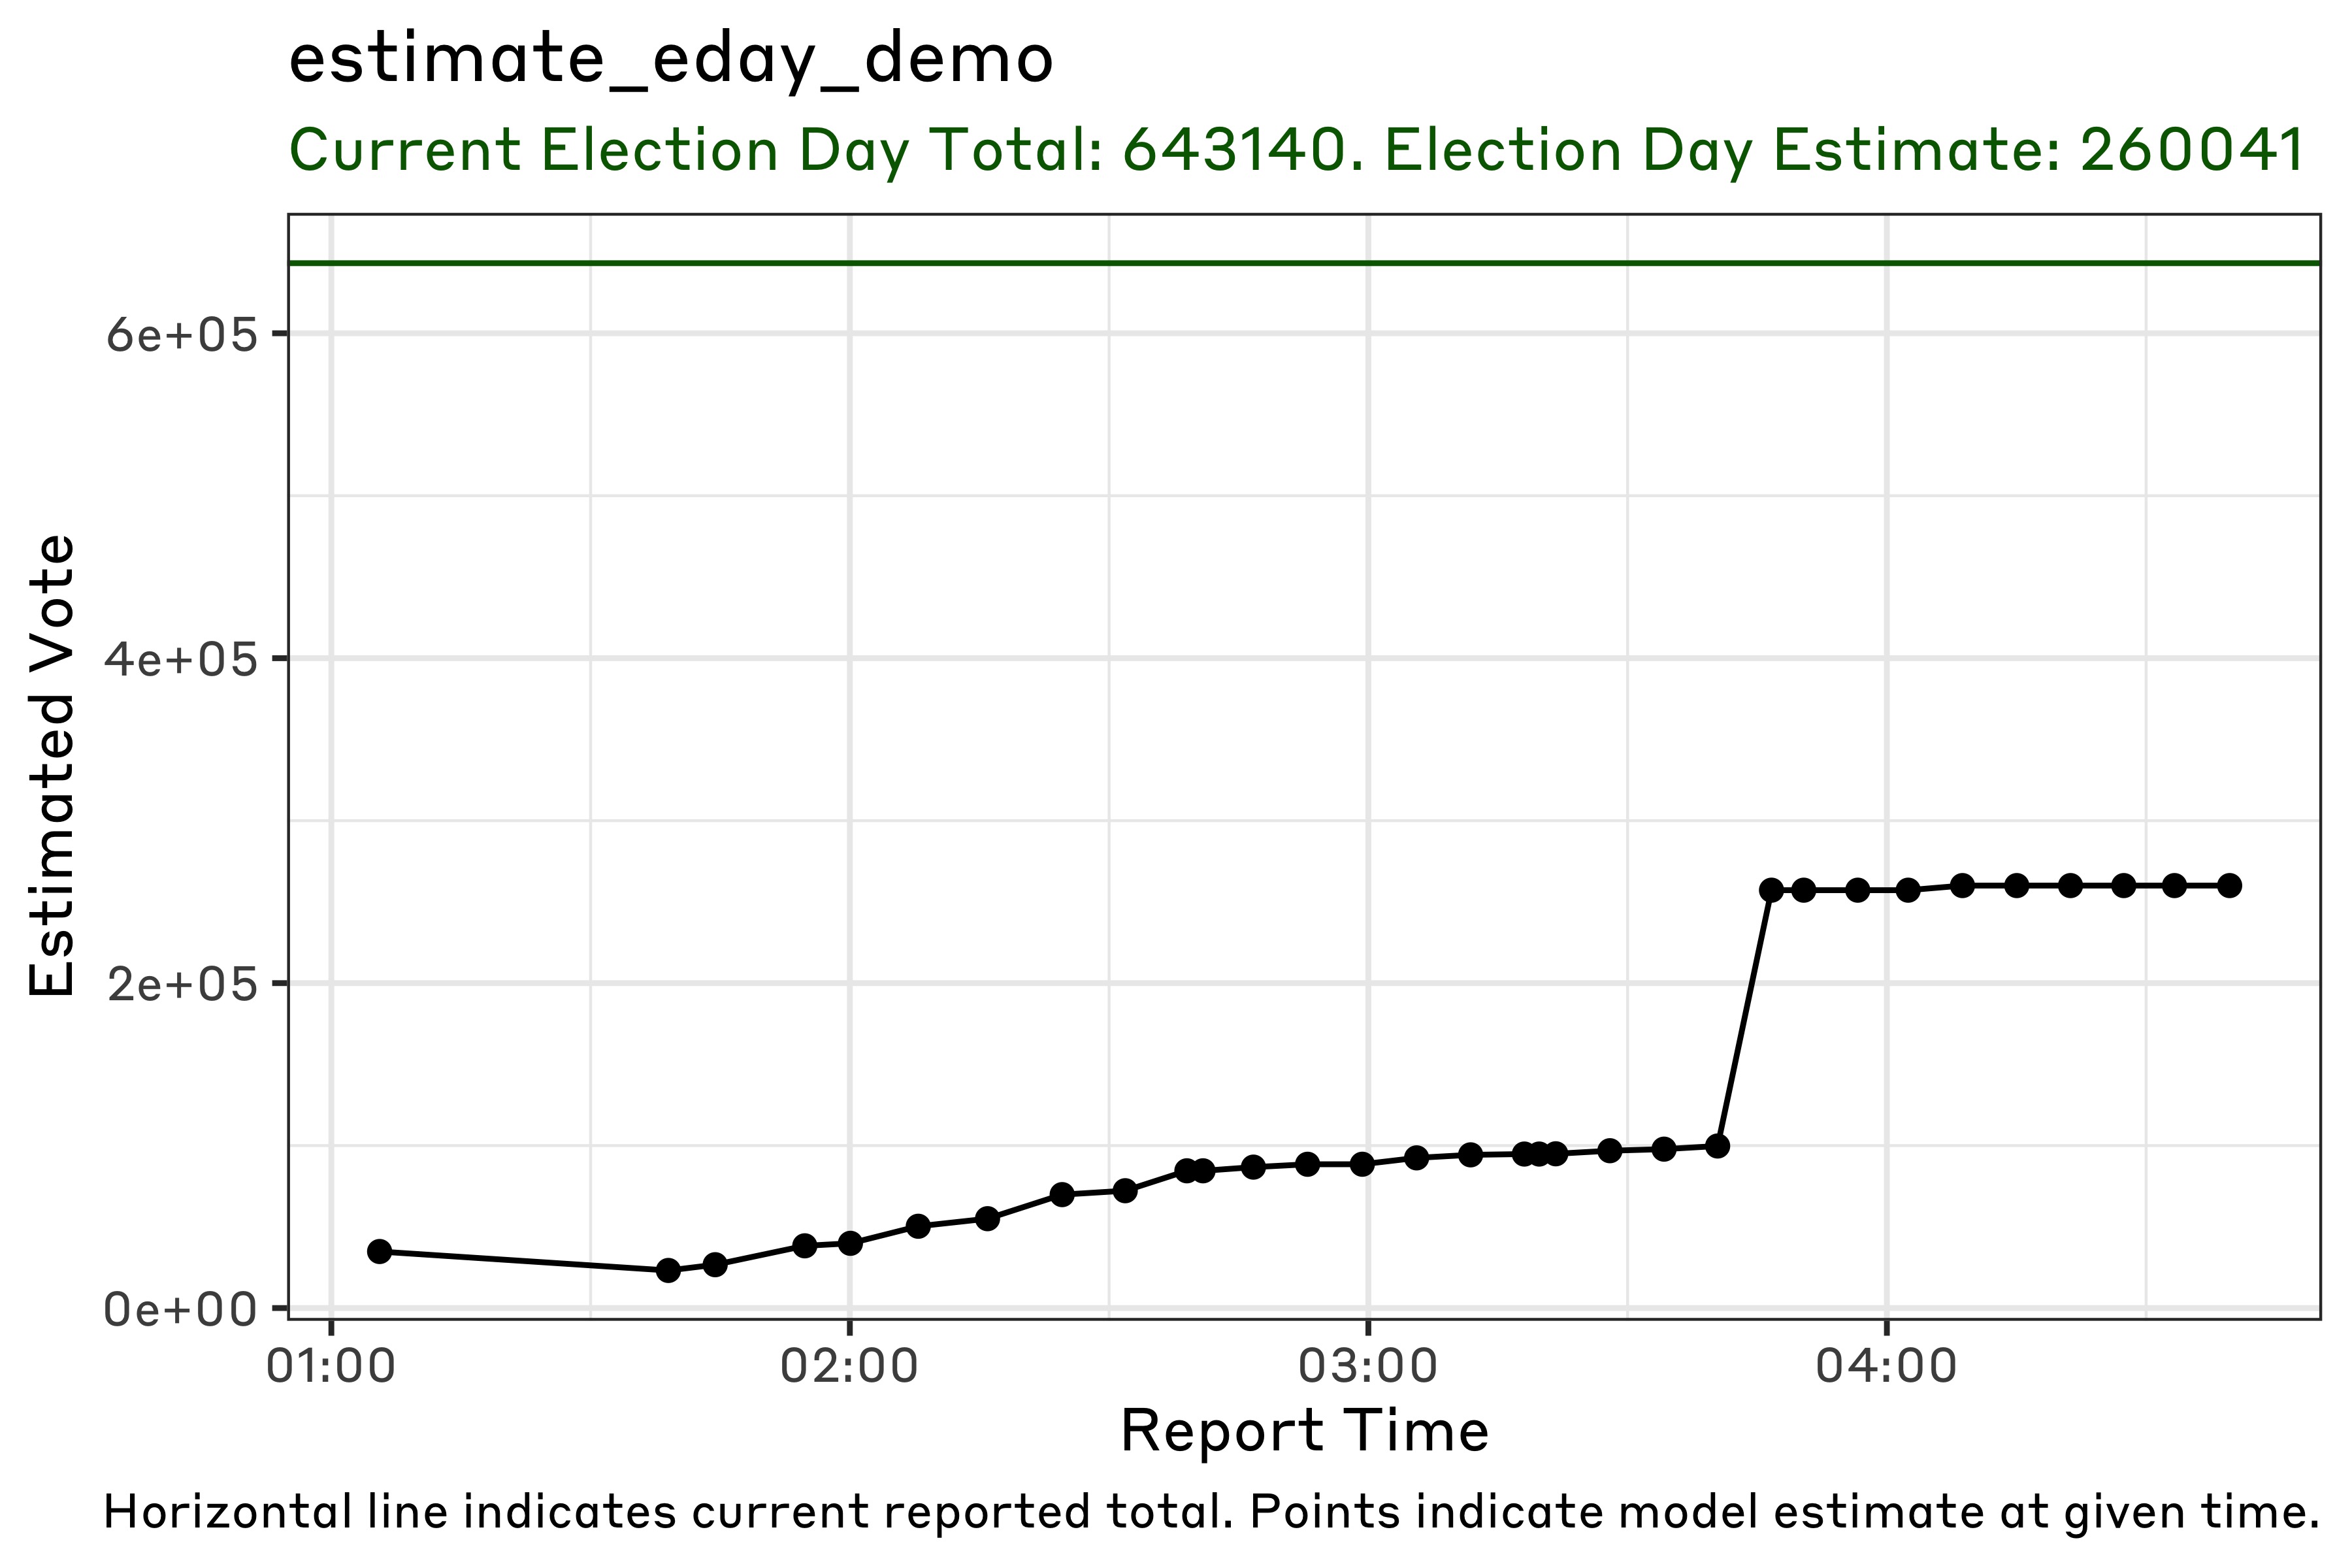 estimate_eday_demo
Current Election Day Total: 643140. Election Day Estimate: 260041
Estimated Vote
6e+05
4e+05
2e+05
0e+00
01:00 02:00 03:00 04:00
Report Time
Horizontal line indicates current reported total. Points indicate model estimate at given time.